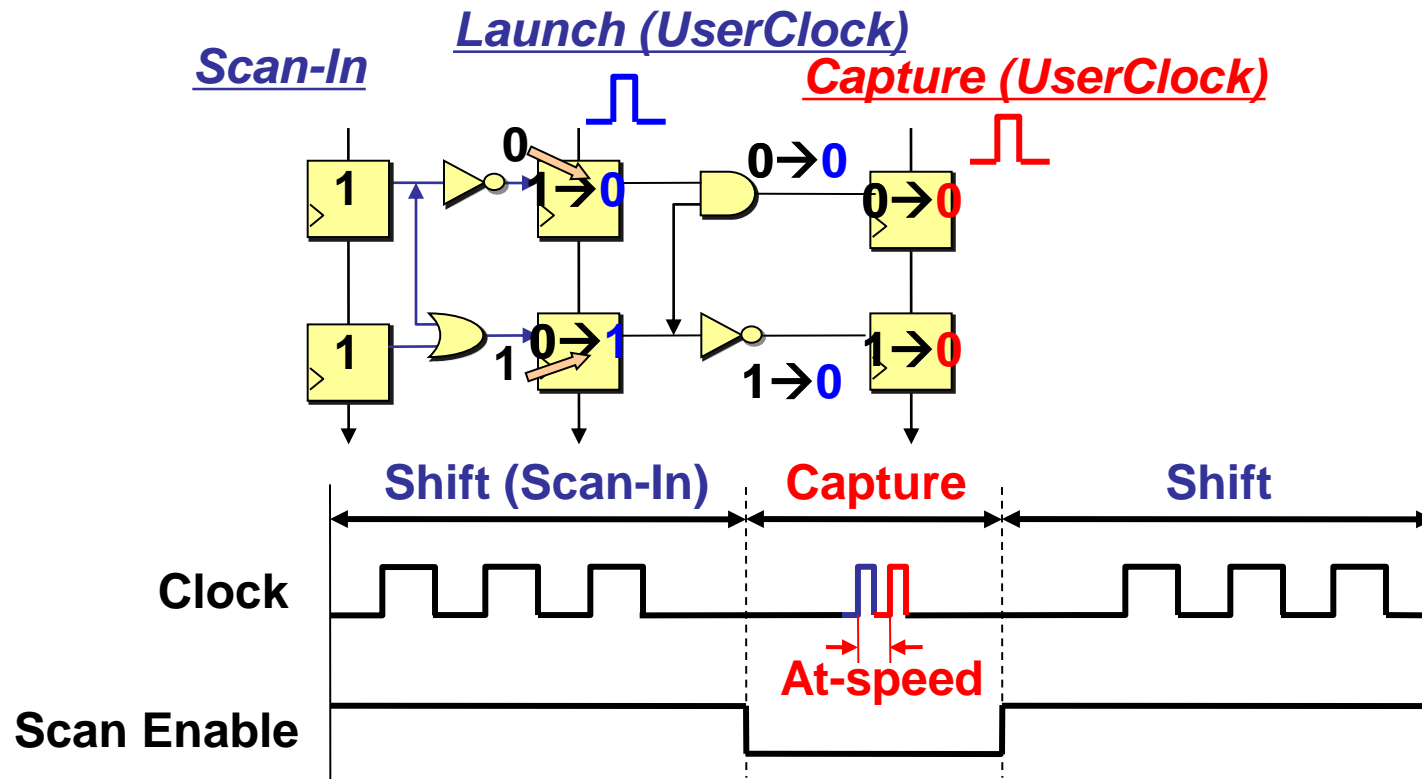 Launch (UserClock)
Scan-In
Capture (UserClock)
0
0→0
1
1→0
0→0
1
0→1
1→0
1
1→0
Shift (Scan-In)
Capture
Shift
Clock
At-speed
Scan Enable